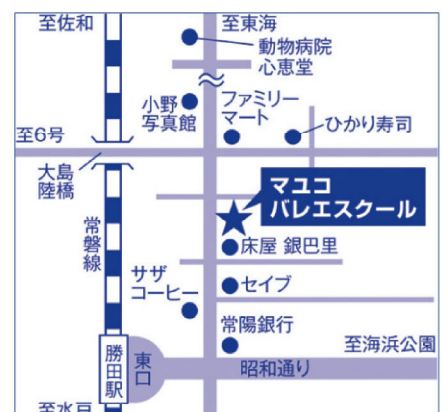 至佐和
至東海
動物病院
心恵堂
小野
写真館
ファミリー
マート
ひかり寿司
至6号
大島
陸橋
マユコ
バレエスクール
常磐線
床屋 銀巴里
サザ
コーヒー
セイブ
常陽銀行
至海浜公園
勝田駅
東口
昭和通り
至水戸